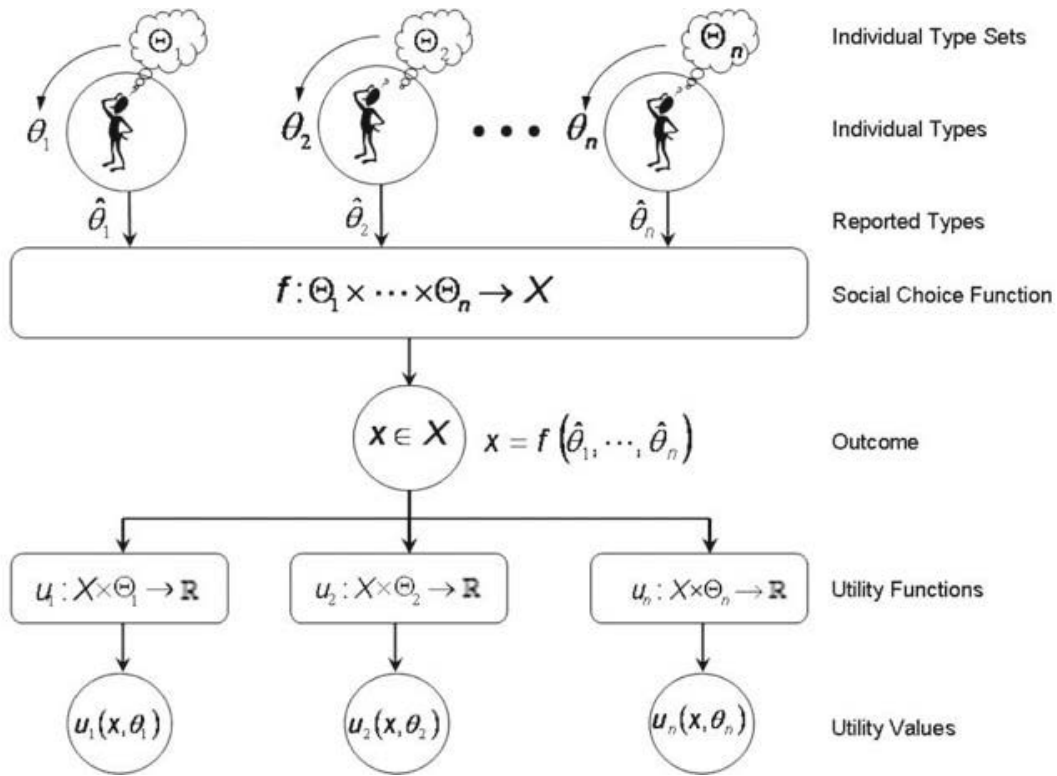 Θ₁ Θ₂ Θₙ Individual Type Sets
θ₁ θ₂ • • • θₙ Individual Types
θ̂₁ θ̂₂ θ̂ₙ Reported Types
f : Θ₁ × ⋯ × Θₙ → X Social Choice Function
x ∈ X x = f (θ̂₁, ⋯, θ̂ₙ) Outcome
u₁ : X × Θ₁ → ℝ u₂ : X × Θ₂ → ℝ uₙ : X × Θₙ → ℝ Utility Functions
u₁(x, θ₁) u₂(x, θ₂) uₙ(x, θₙ) Utility Values